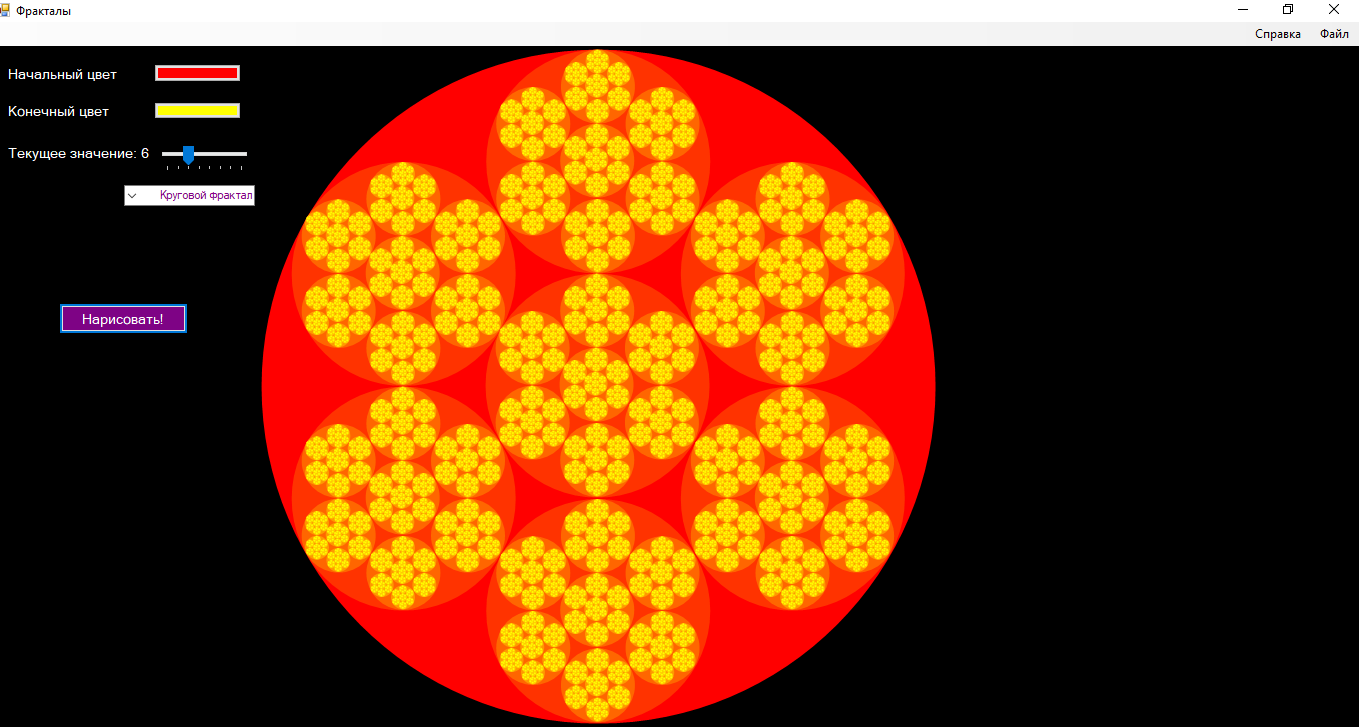 Фракталы
Справка Файл
Начальный цвет
Конечный цвет
Текущее значение: 6
Круговой фрактал
Нарисовать!